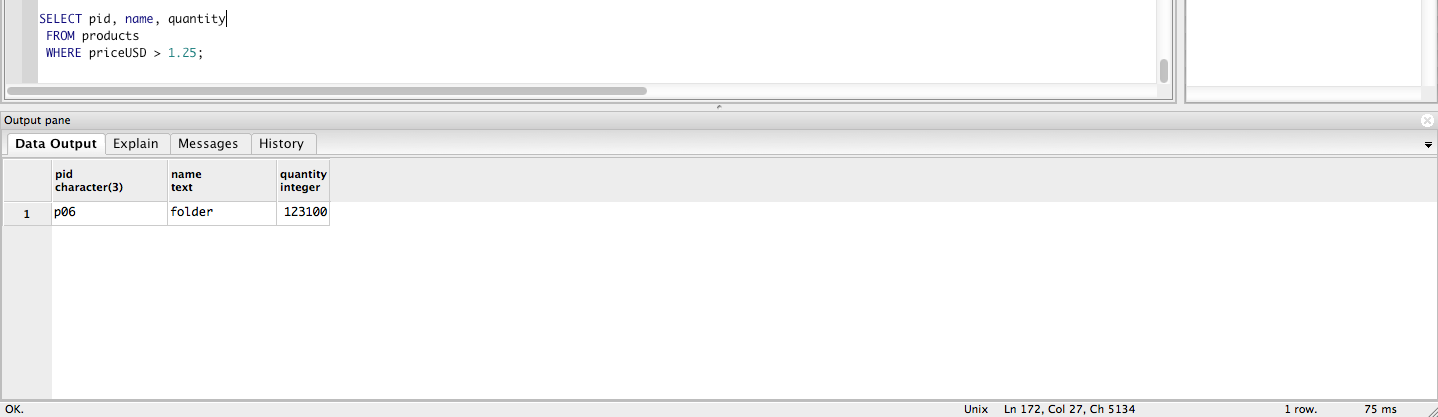 SELECT pid, name, quantity
FROM products
WHERE priceUSD > 1.25;
Output pane
Data Output Explain Messages History
pid name quantity
character(3) text integer
1 p06 folder 123100
OK. Unix Ln 172, Col 27, Ch 5134 1 row. 75 ms